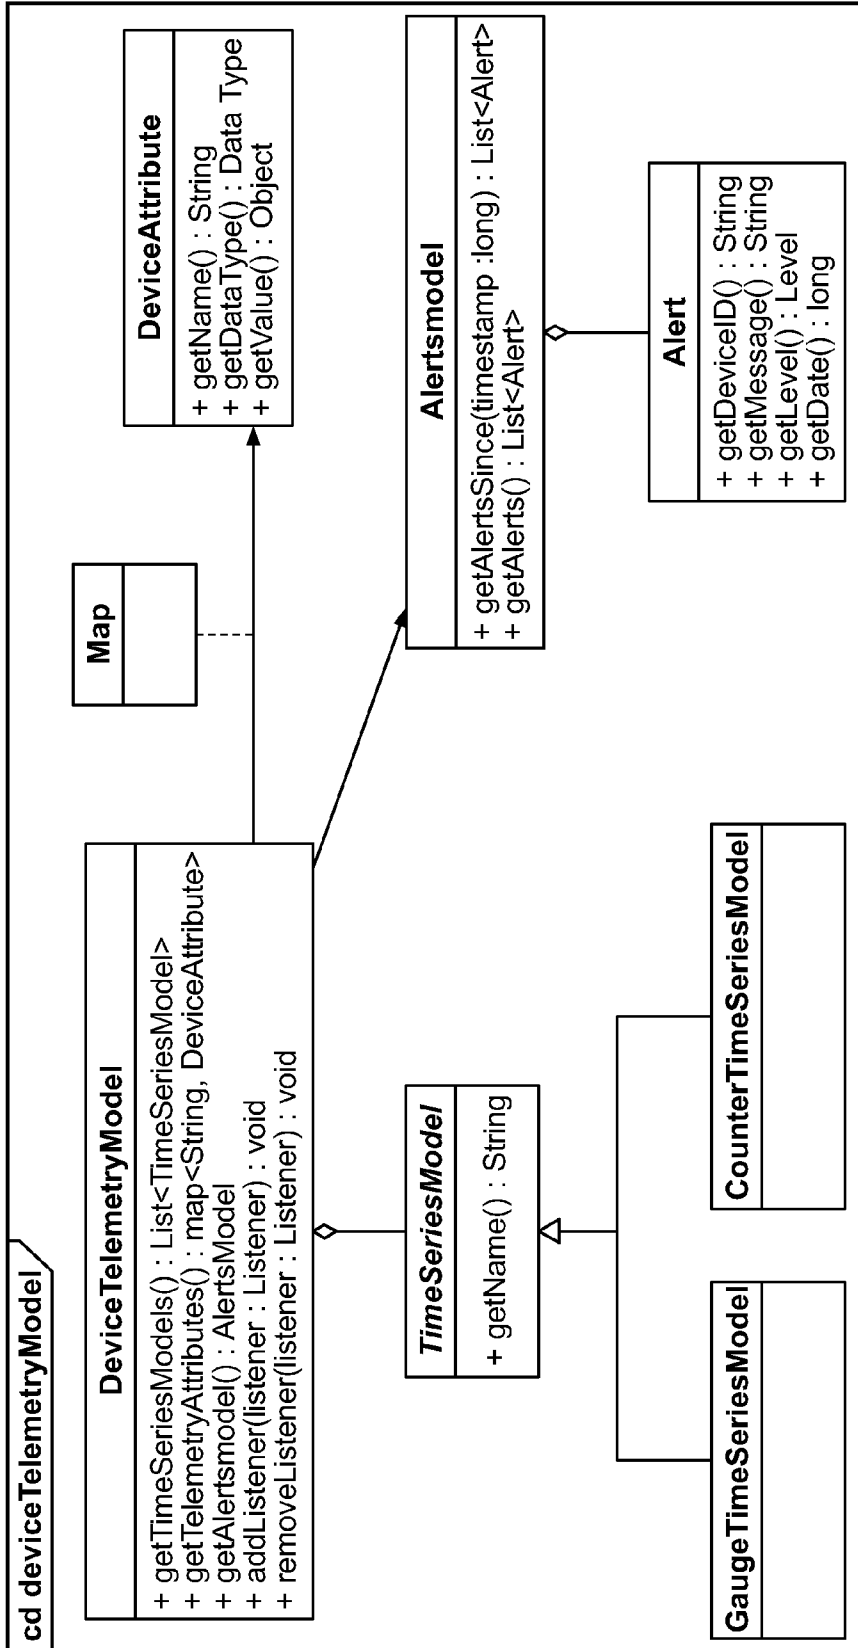 cd deviceTelemetryModel
DeviceTelemetryModel
+ getTimeSeriesModels() : List<TimeSeriesModel>
+ getTelemetryAttributes() : map<String, DeviceAttribute>
+ getAlertsmodel() : AlertsModel
+ addListener(listener : Listener) : void
+ removeListener(listener : Listener) : void
Map
DeviceAttribute
+ getName() : String
+ getDataType() : Data Type
+ getValue() : Object
TimeSeriesModel
+ getName() : String
Alertsmodel
+ getAlertsSince(timestamp :long) : List<Alert>
+ getAlerts() : List<Alert>
GaugeTimeSeriesModel
CounterTimeSeriesModel
Alert
+ getDeviceID() : String
+ getMessage() : String
+ getLevel() : Level
+ getDate() : long